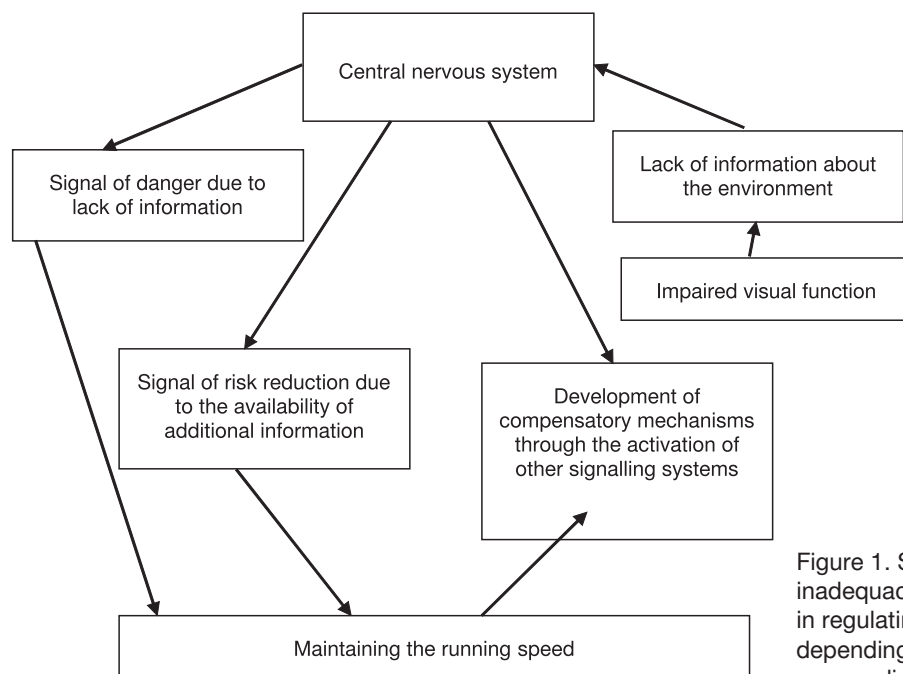 Central nervous system
Signal of danger due to
lack of information
Lack of information about
the environment
Impaired visual function
Signal of risk reduction due
to the availability of
additional information
Development of
compensatory mechanisms
through the activation of
other signalling systems
Maintaining the running speed
Figure 1. S
inadequac
in regulatin
depending